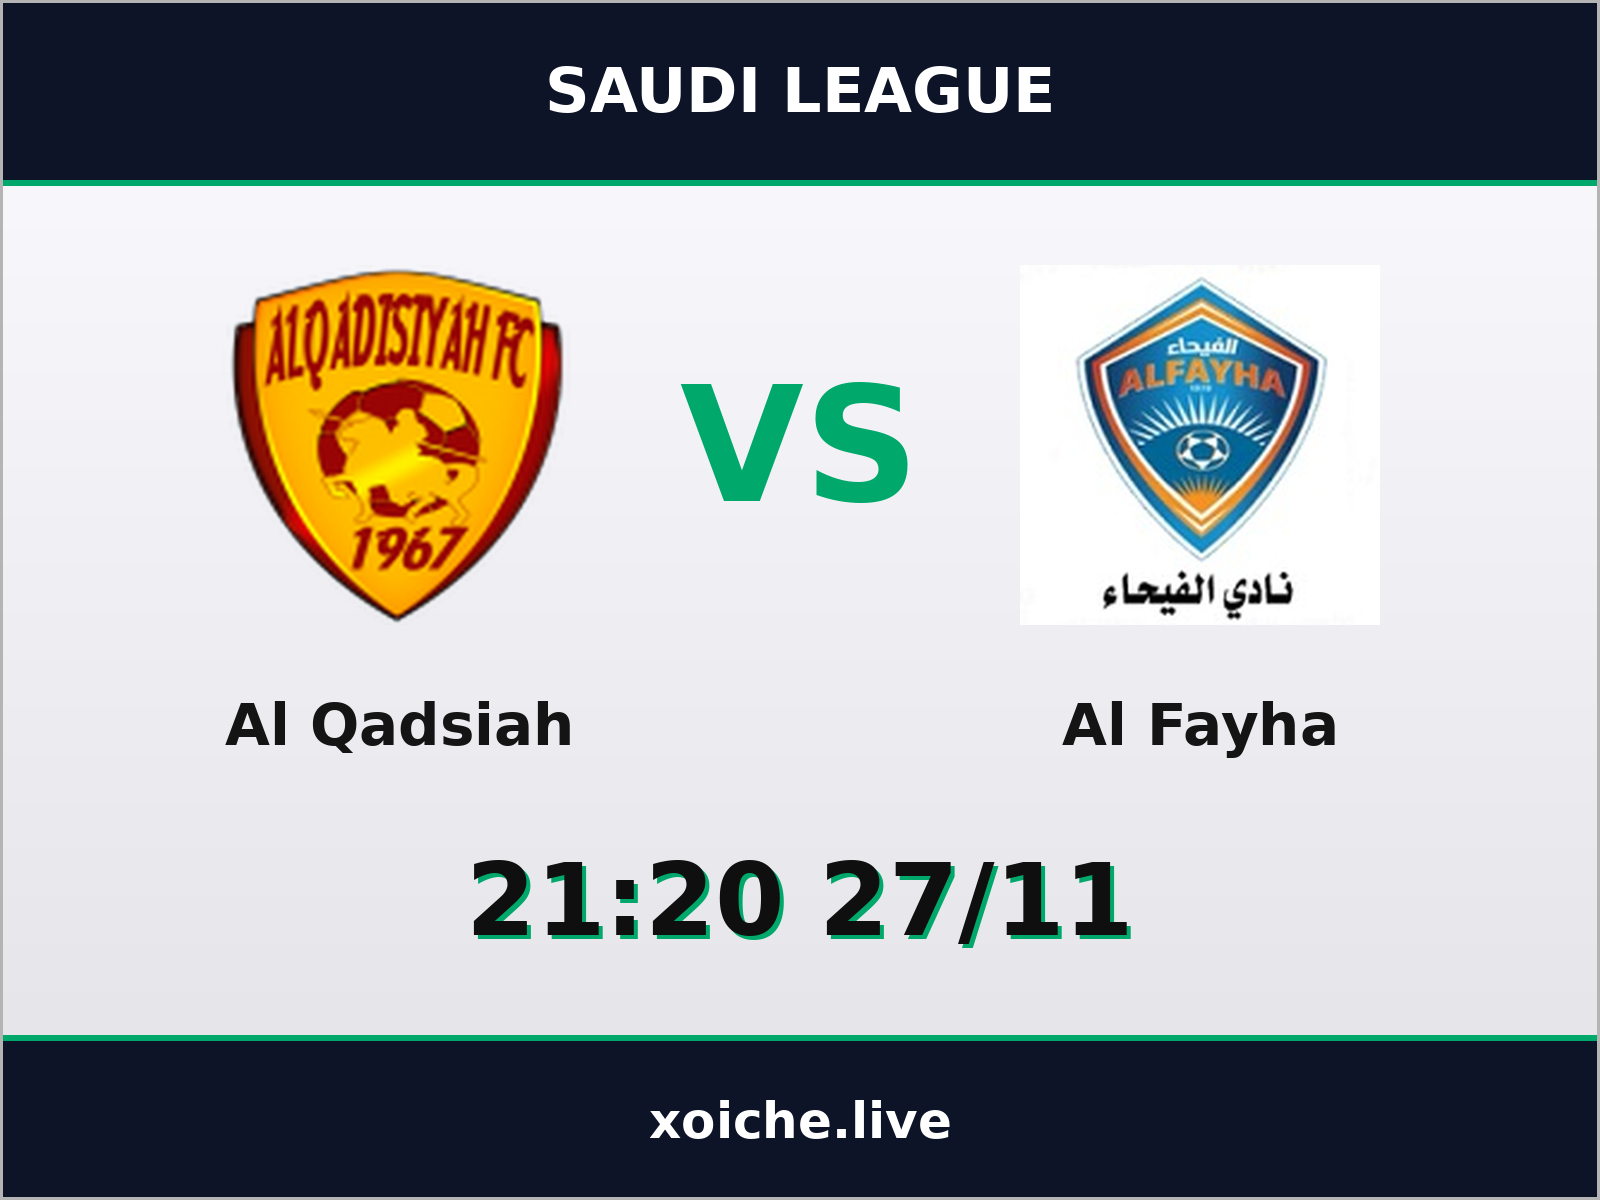 SAUDI LEAGUE
ALQADISIYAH FC
1967
VS
الفيحاء
ALFAYHA
نادي الفيحاء
Al Qadsiah
Al Fayha
21:20 27/11
xoiche.live